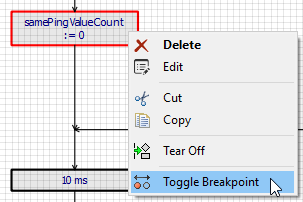 samePingValueCount
:= 0
Delete
Edit
Cut
Copy
Tear Off
10 ms
Toggle Breakpoint